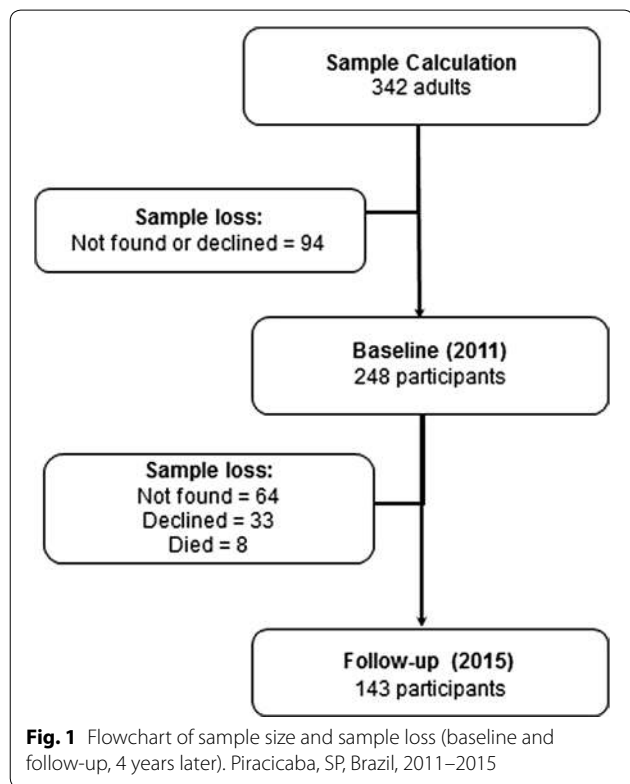 Sample Calculation
342 adults
Sample loss:
Not found or declined = 94
Baseline (2011)
248 participants
Sample loss:
Not found = 64
Declined = 33
Died = 8
Follow-up (2015)
143 participants
Fig. 1 Flowchart of sample size and sample loss (baseline and
follow-up, 4 years later). Piracicaba, SP, Brazil, 2011–2015